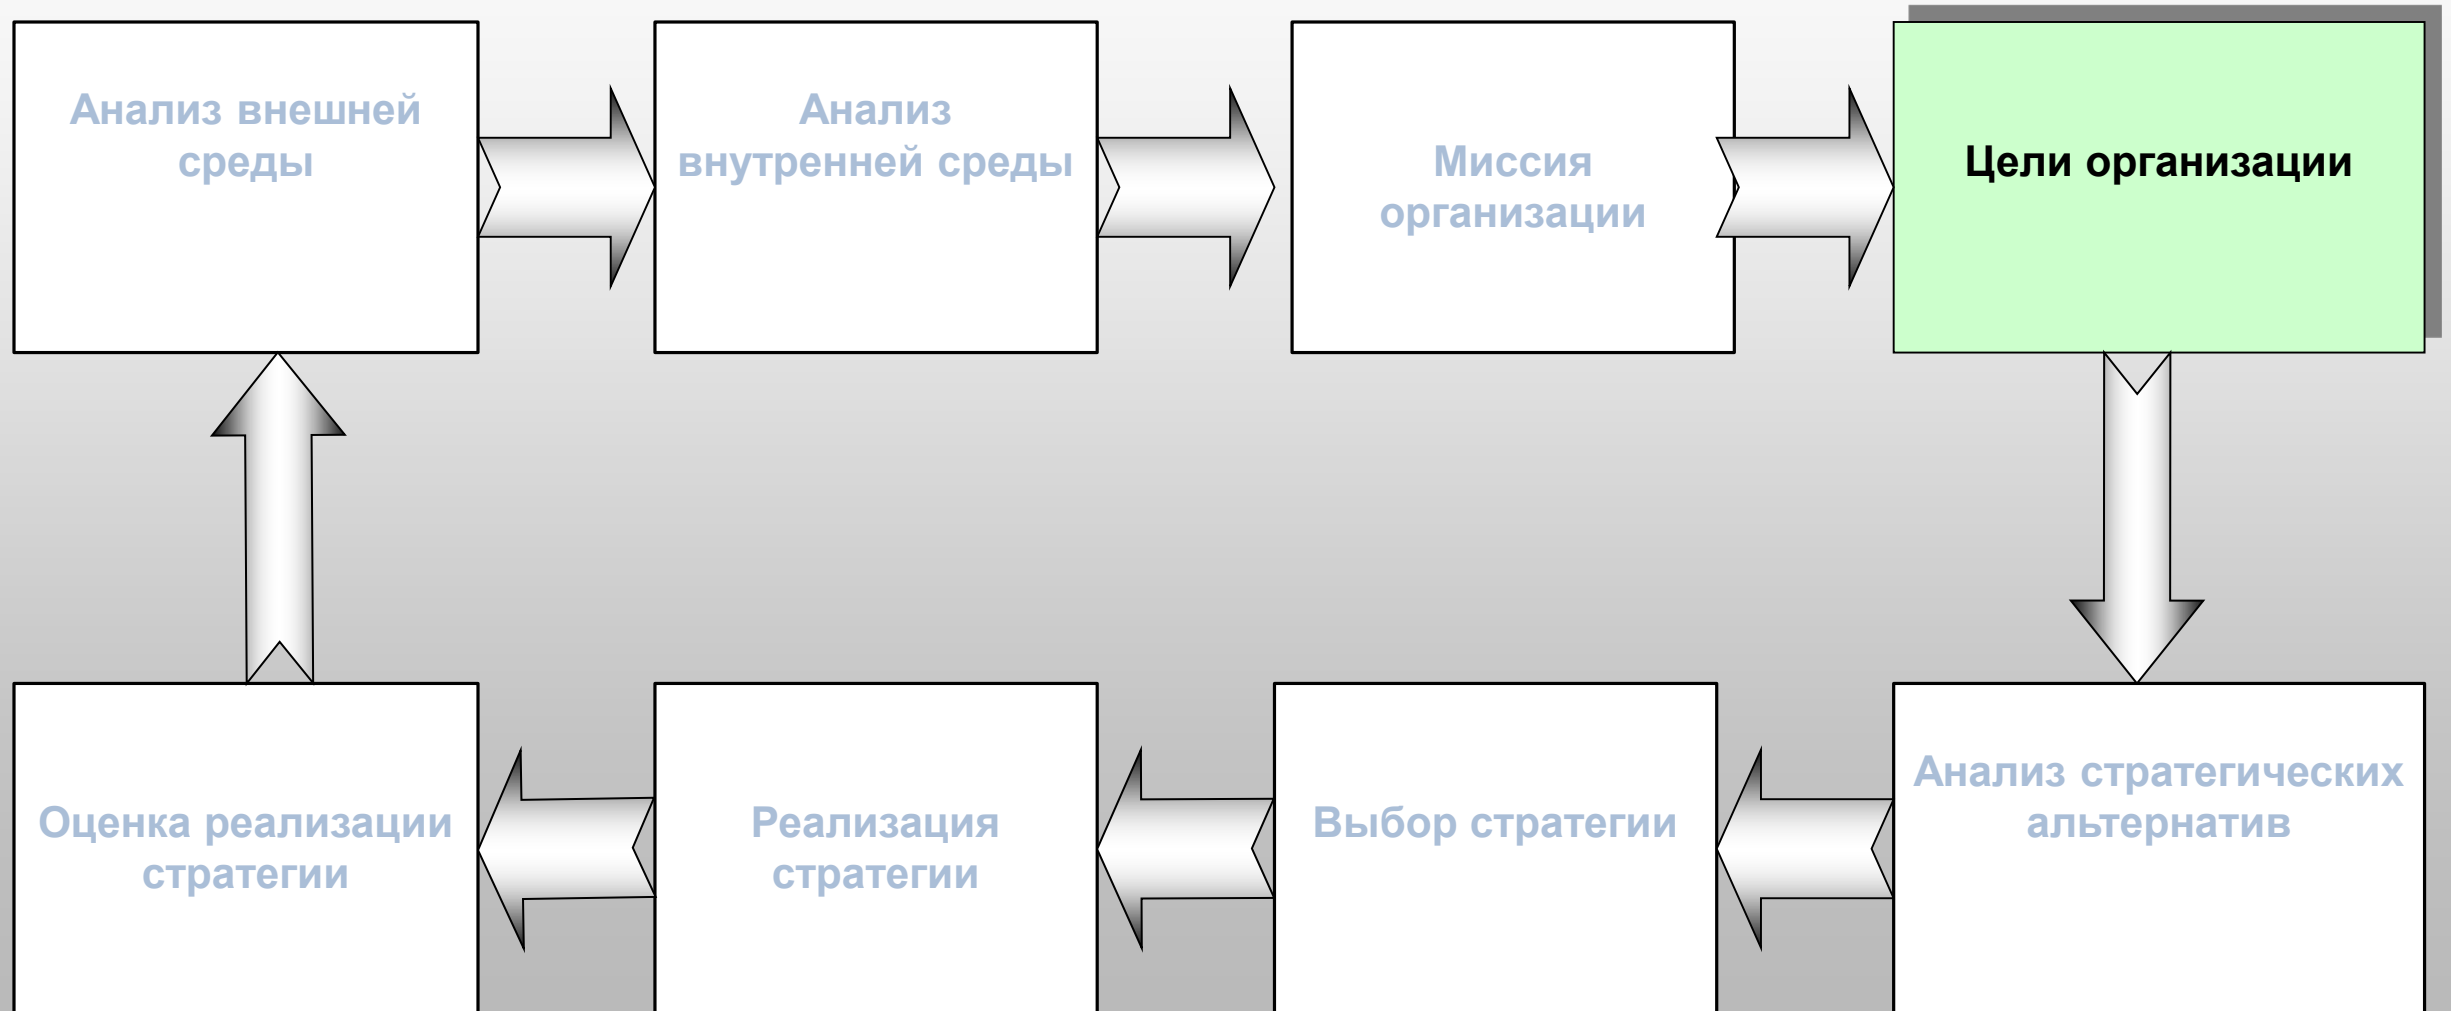 Анализ внешней
среды
Анализ
внутренней среды
Миссия
организации
Цели организации
Оценка реализации
стратегии
Реализация
стратегии
Выбор стратегии
Анализ стратегических
альтернатив